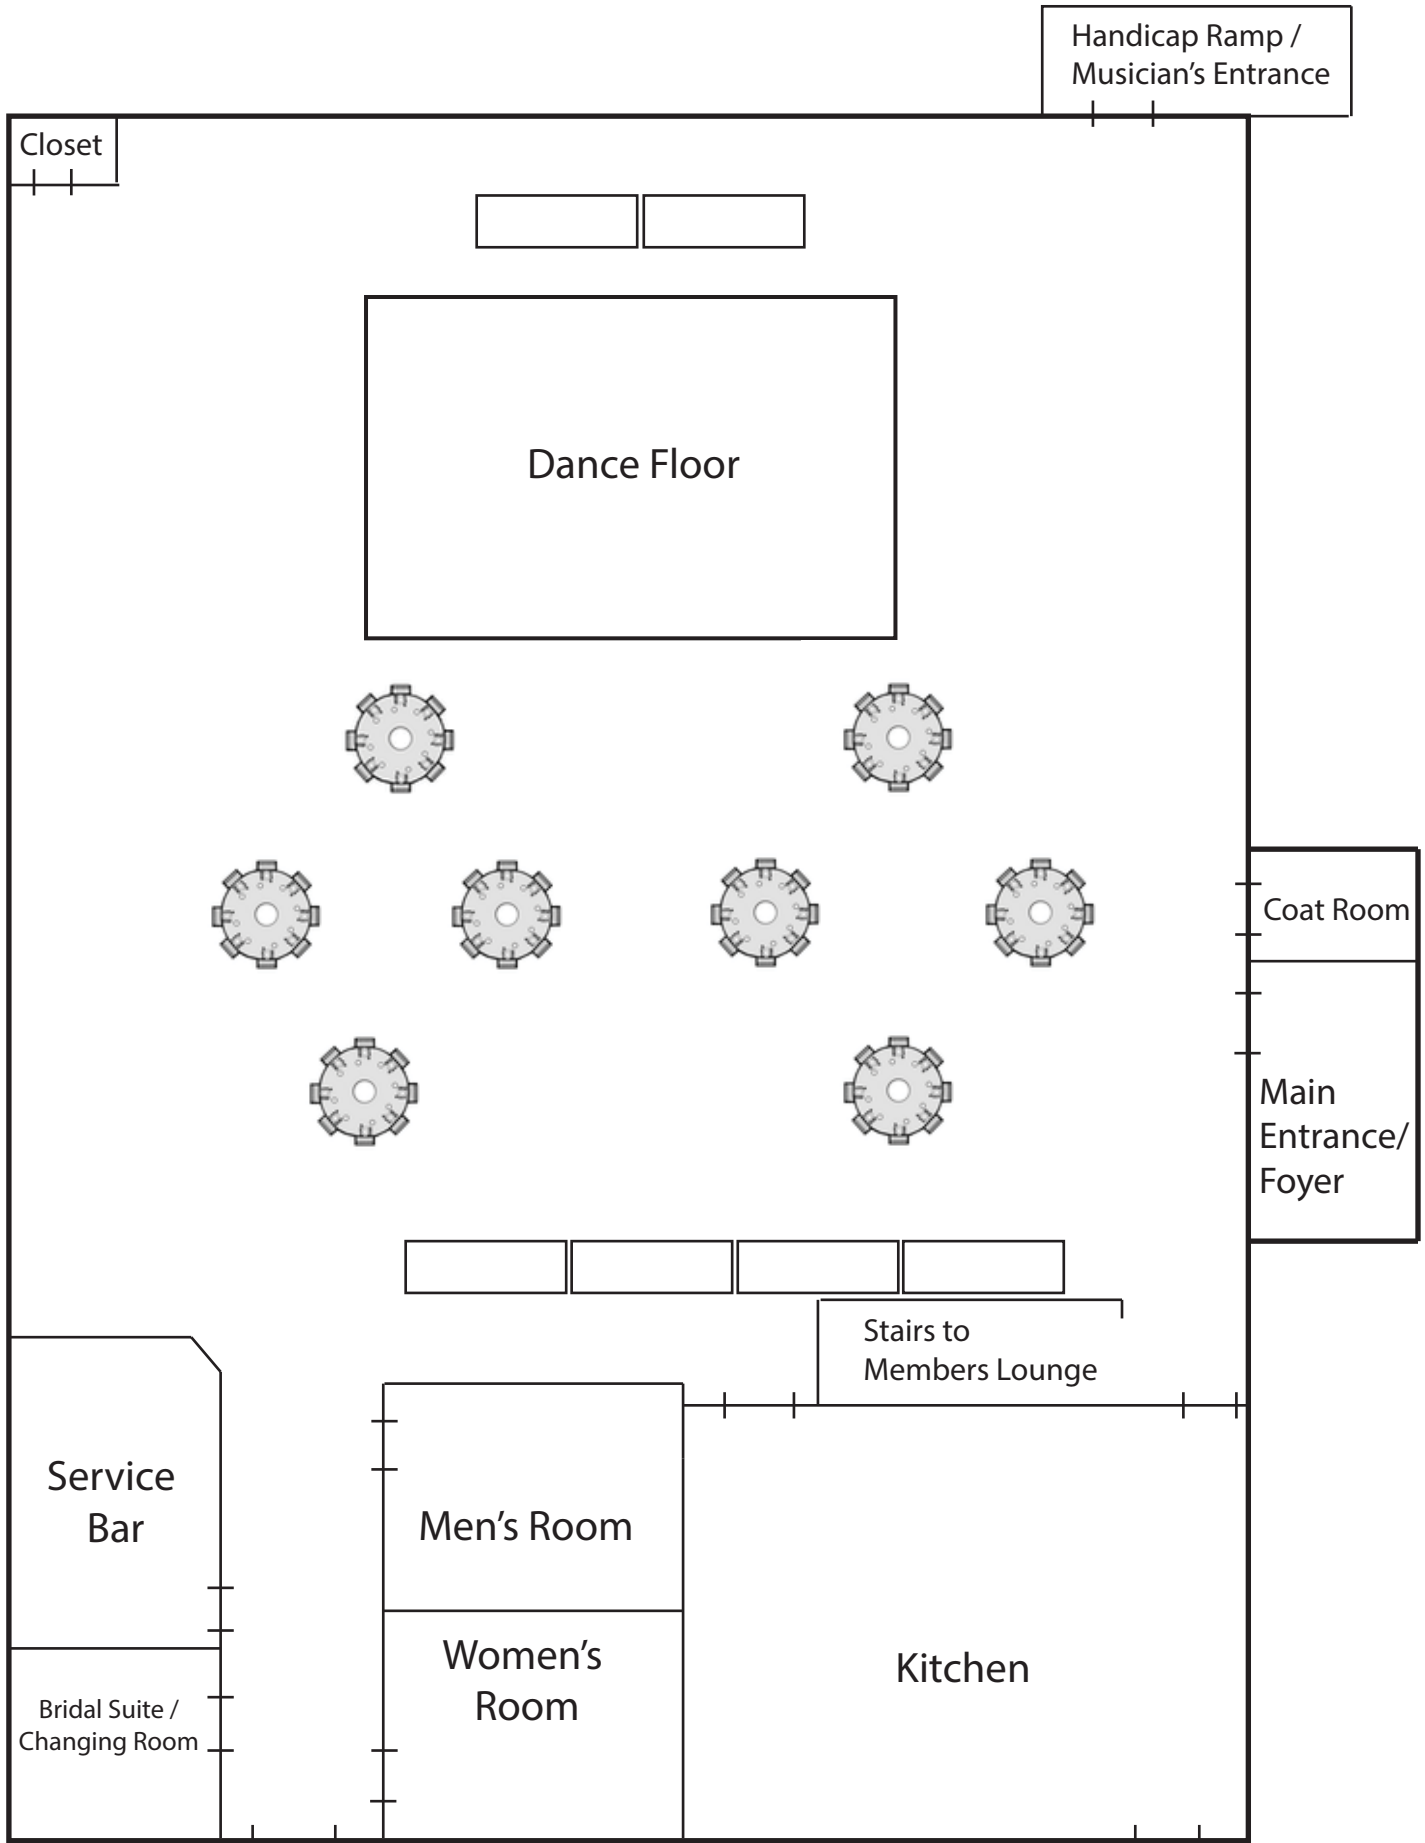 Handicap Ramp /
Musician’s Entrance
Closet
Dance Floor
Coat Room
Main
Entrance/
Foyer
Stairs to
Members Lounge
Service
Bar
Men’s Room
Women’s
Room
Kitchen
Bridal Suite /
Changing Room